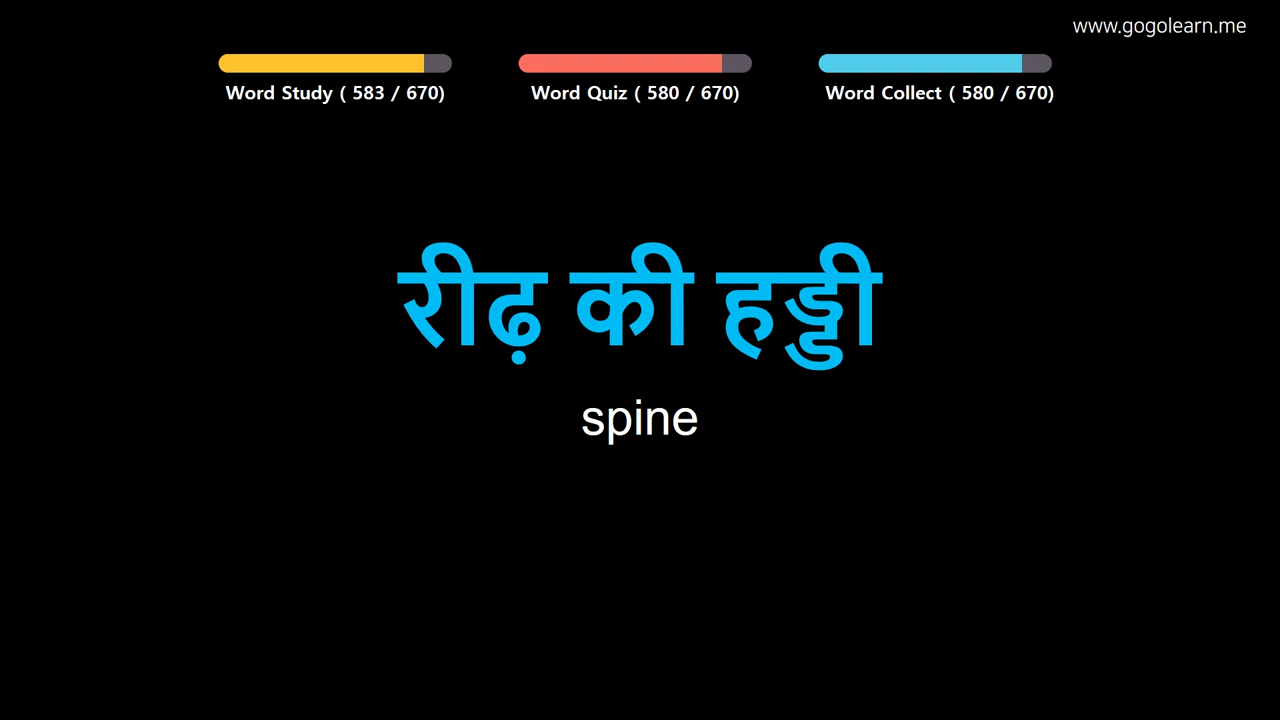 www.gogolearn.me
Word Study ( 583 / 670)
Word Quiz ( 580 / 670)
Word Collect ( 580 / 670)
रीढ़ की हड्डी
spine